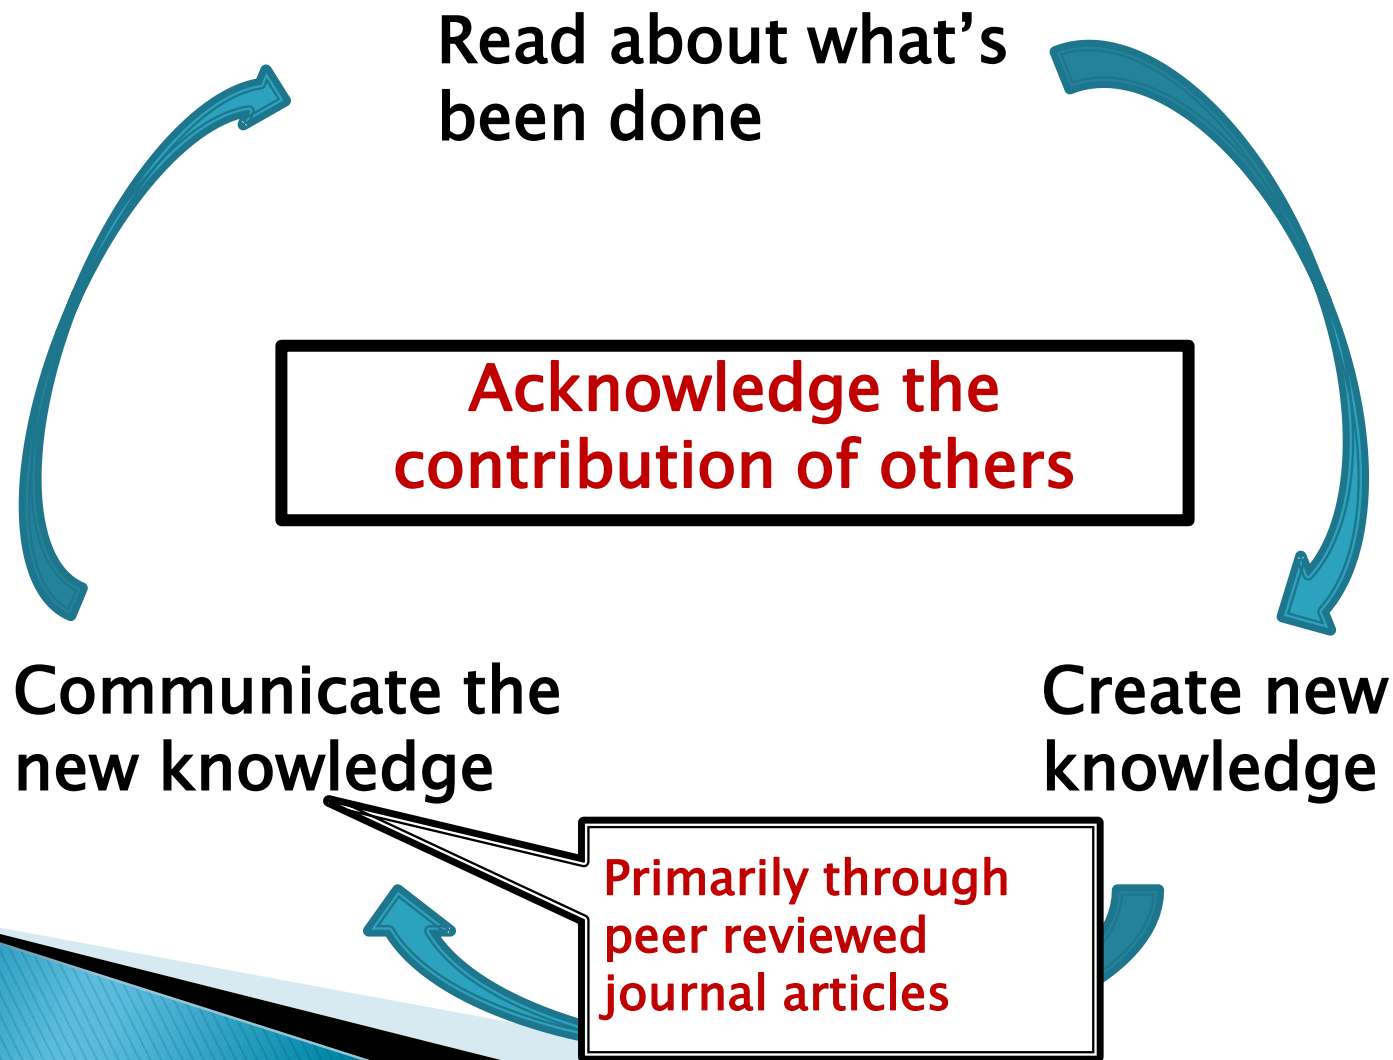 Read about what’s
been done
Acknowledge the
contribution of others
Communicate the
new knowledge
Create new
knowledge
Primarily through
peer reviewed
journal articles